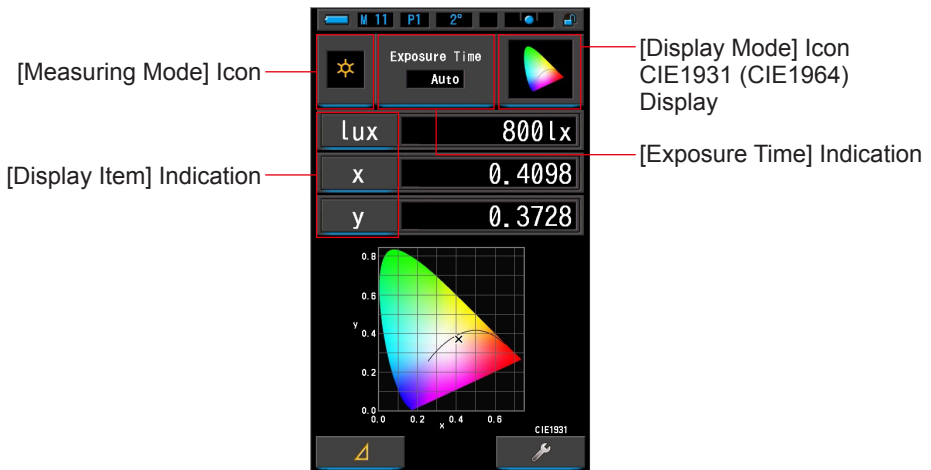 M 11 P1 2°
[Measuring Mode] Icon
Exposure Time
Auto
[Display Mode] Icon
CIE1931 (CIE1964)
Display
lux 800lx
[Exposure Time] Indication
[Display Item] Indication
x 0.4098
y 0.3728
0.8
0.6
y
0.4
0.2
0.0
0.0 0.2 x 0.4 0.6
CIE1931